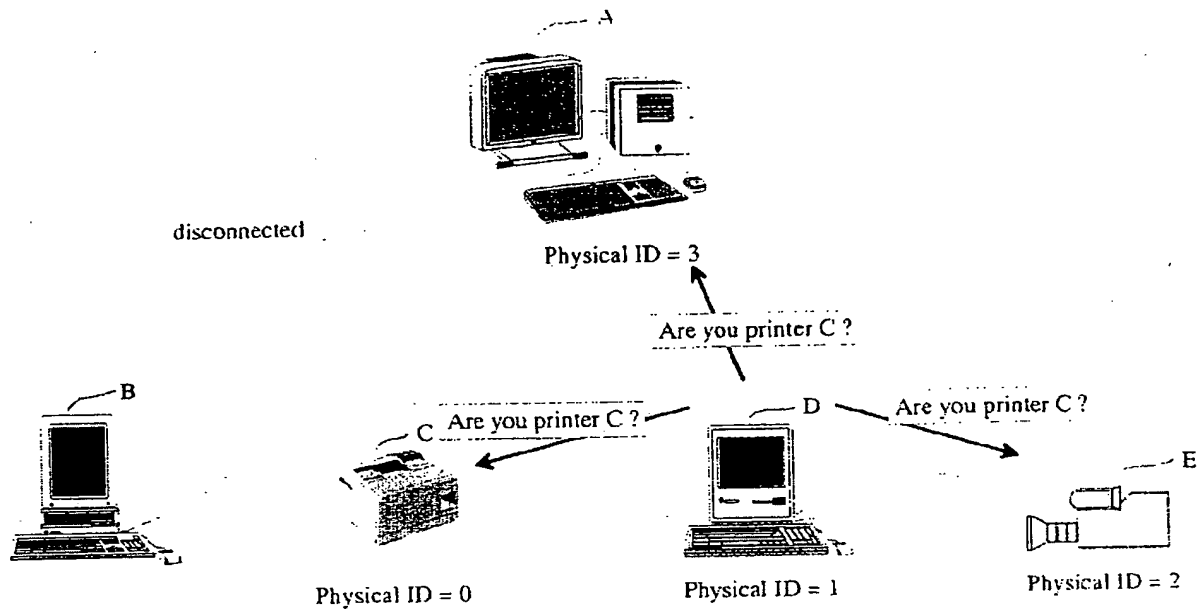 A
disconnected
Physical ID = 3
Are you printer C ?
B
C
Are you printer C ?
D
Are you printer C ?
E
Physical ID = 0
Physical ID = 1
Physical ID = 2